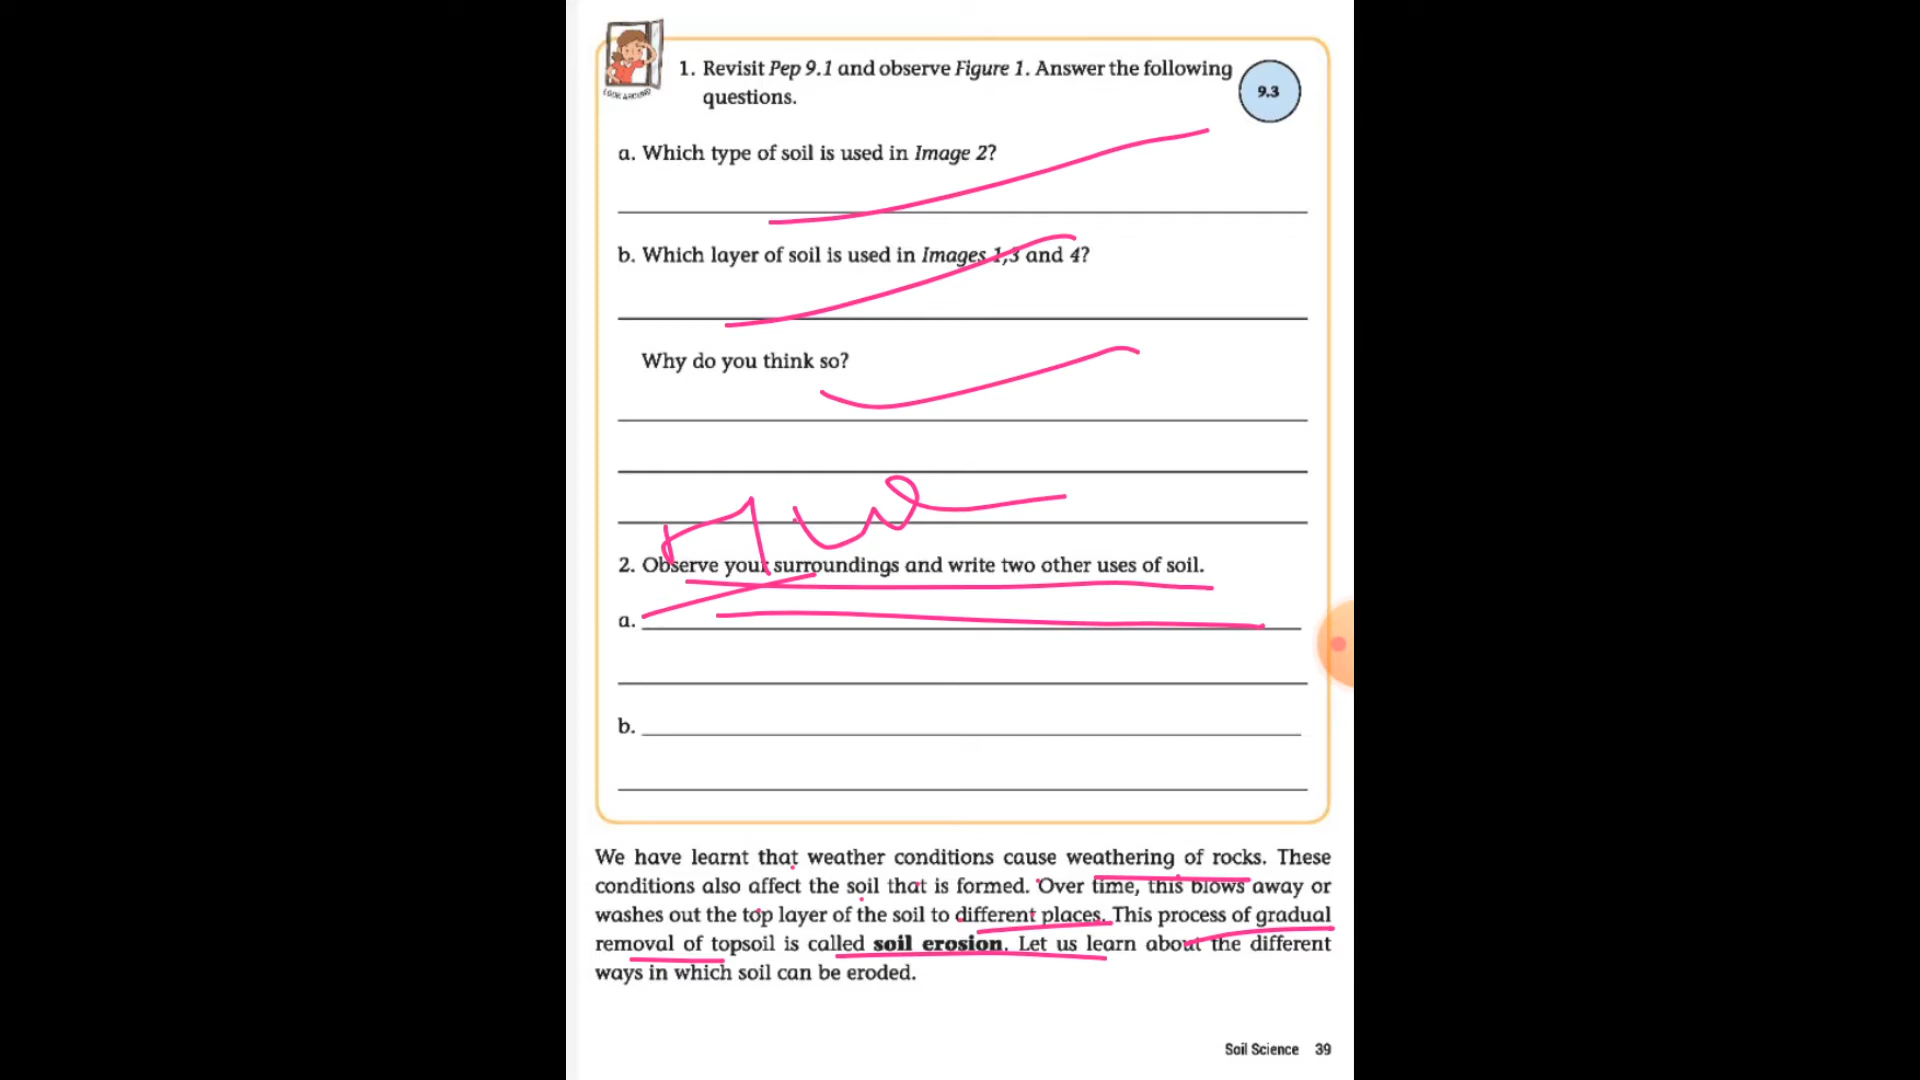 LOOK AROUND
1. Revisit Pep 9.1 and observe Figure 1. Answer the following
questions.
9.3
a. Which type of soil is used in Image 2?
b. Which layer of soil is used in Images 1,3 and 4?
Why do you think so?
2. Observe your surroundings and write two other uses of soil.
a.
b.
We have learnt that weather conditions cause weathering of rocks. These
conditions also affect the soil that is formed. Over time, this blows away or
washes out the top layer of the soil to different places. This process of gradual
removal of topsoil is called soil erosion. Let us learn about the different
ways in which soil can be eroded.
Soil Science 39